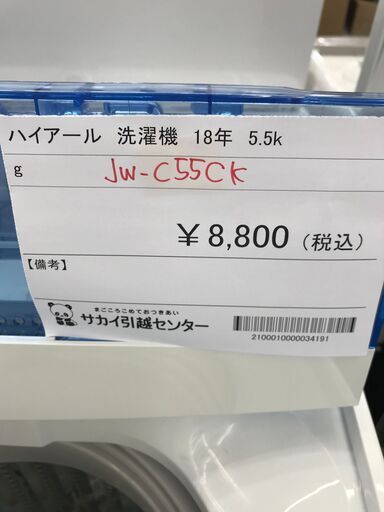 ハイアール 洗濯機 18年 5.5k
g
JW-C55CK
￥8,800（税込）
【備考】
まごころこめておつきあい
サカイ引越センター
2100010000034191